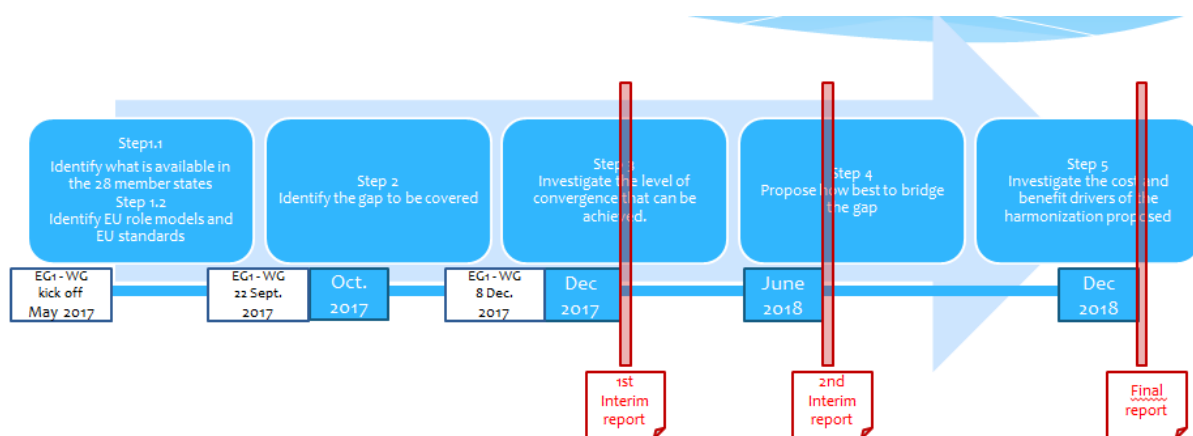 Step1.1
Identify what is available in
the 28 member states
Step 1.2
Identify EU role models and
EU standards
Step 2
Identify the gap to be covered
Step 3
Investigate the level of
convergence that can be
achieved.
Step 4
Propose how best to bridge
the gap
Step 5
Investigate the cost and
benefit drivers of the
harmonization proposed
EG1 - WG
kick off
May 2017
EG1 - WG
22 Sept.
2017
Oct.
2017
EG1 - WG
8 Dec.
2017
Dec
2017
June
2018
Dec
2018
1st
Interim
report
2nd
Interim
report
Final
report